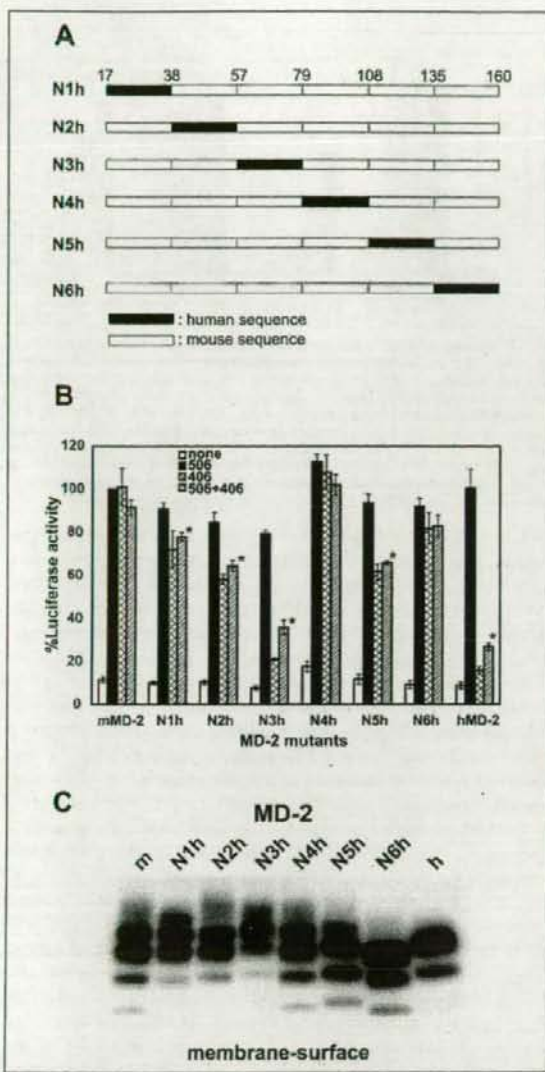 A
17 38 57 79 108 135 160
N1h
N2h
N3h
N4h
N5h
N6h
: human sequence
: mouse sequence
B
none
506
406
506+406
120
100
80
60
40
20
0
%Luciferase activity
* * * * *
mMD-2 N1h N2h N3h N4h N5h N6h hMD-2
MD-2 mutants
C
MD-2
m N1h N2h N3h N4h N5h N6h h
membrane-surface